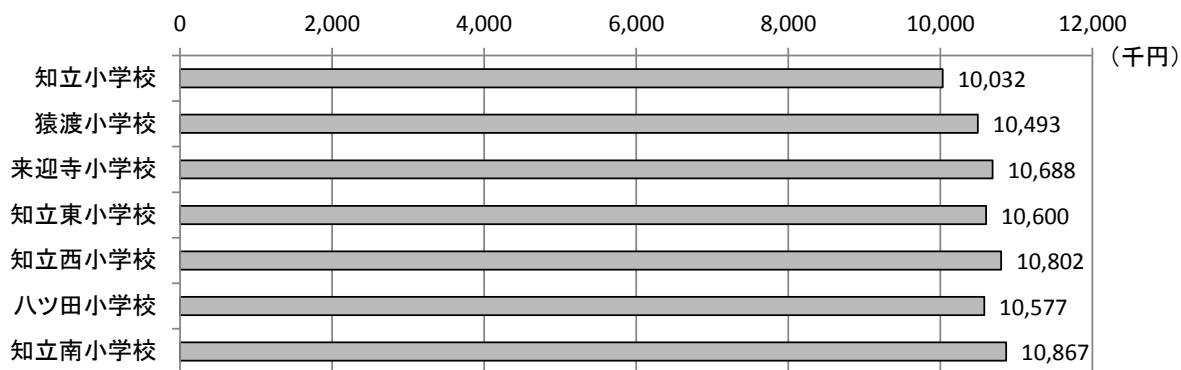 0 2,000 4,000 6,000 8,000 10,000 12,000
（千円）
知立小学校 10,032
猿渡小学校 10,493
来迎寺小学校 10,688
知立東小学校 10,600
知立西小学校 10,802
八ツ田小学校 10,577
知立南小学校 10,867